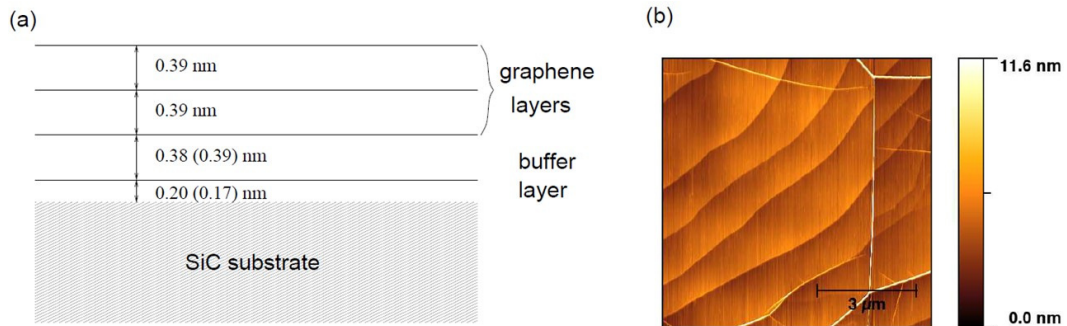 (a)
0.39 nm
0.39 nm
0.38 (0.39) nm
0.20 (0.17) nm
graphene
layers
buffer
layer
SiC substrate
(b)
11.6 nm
3 µm
0.0 nm